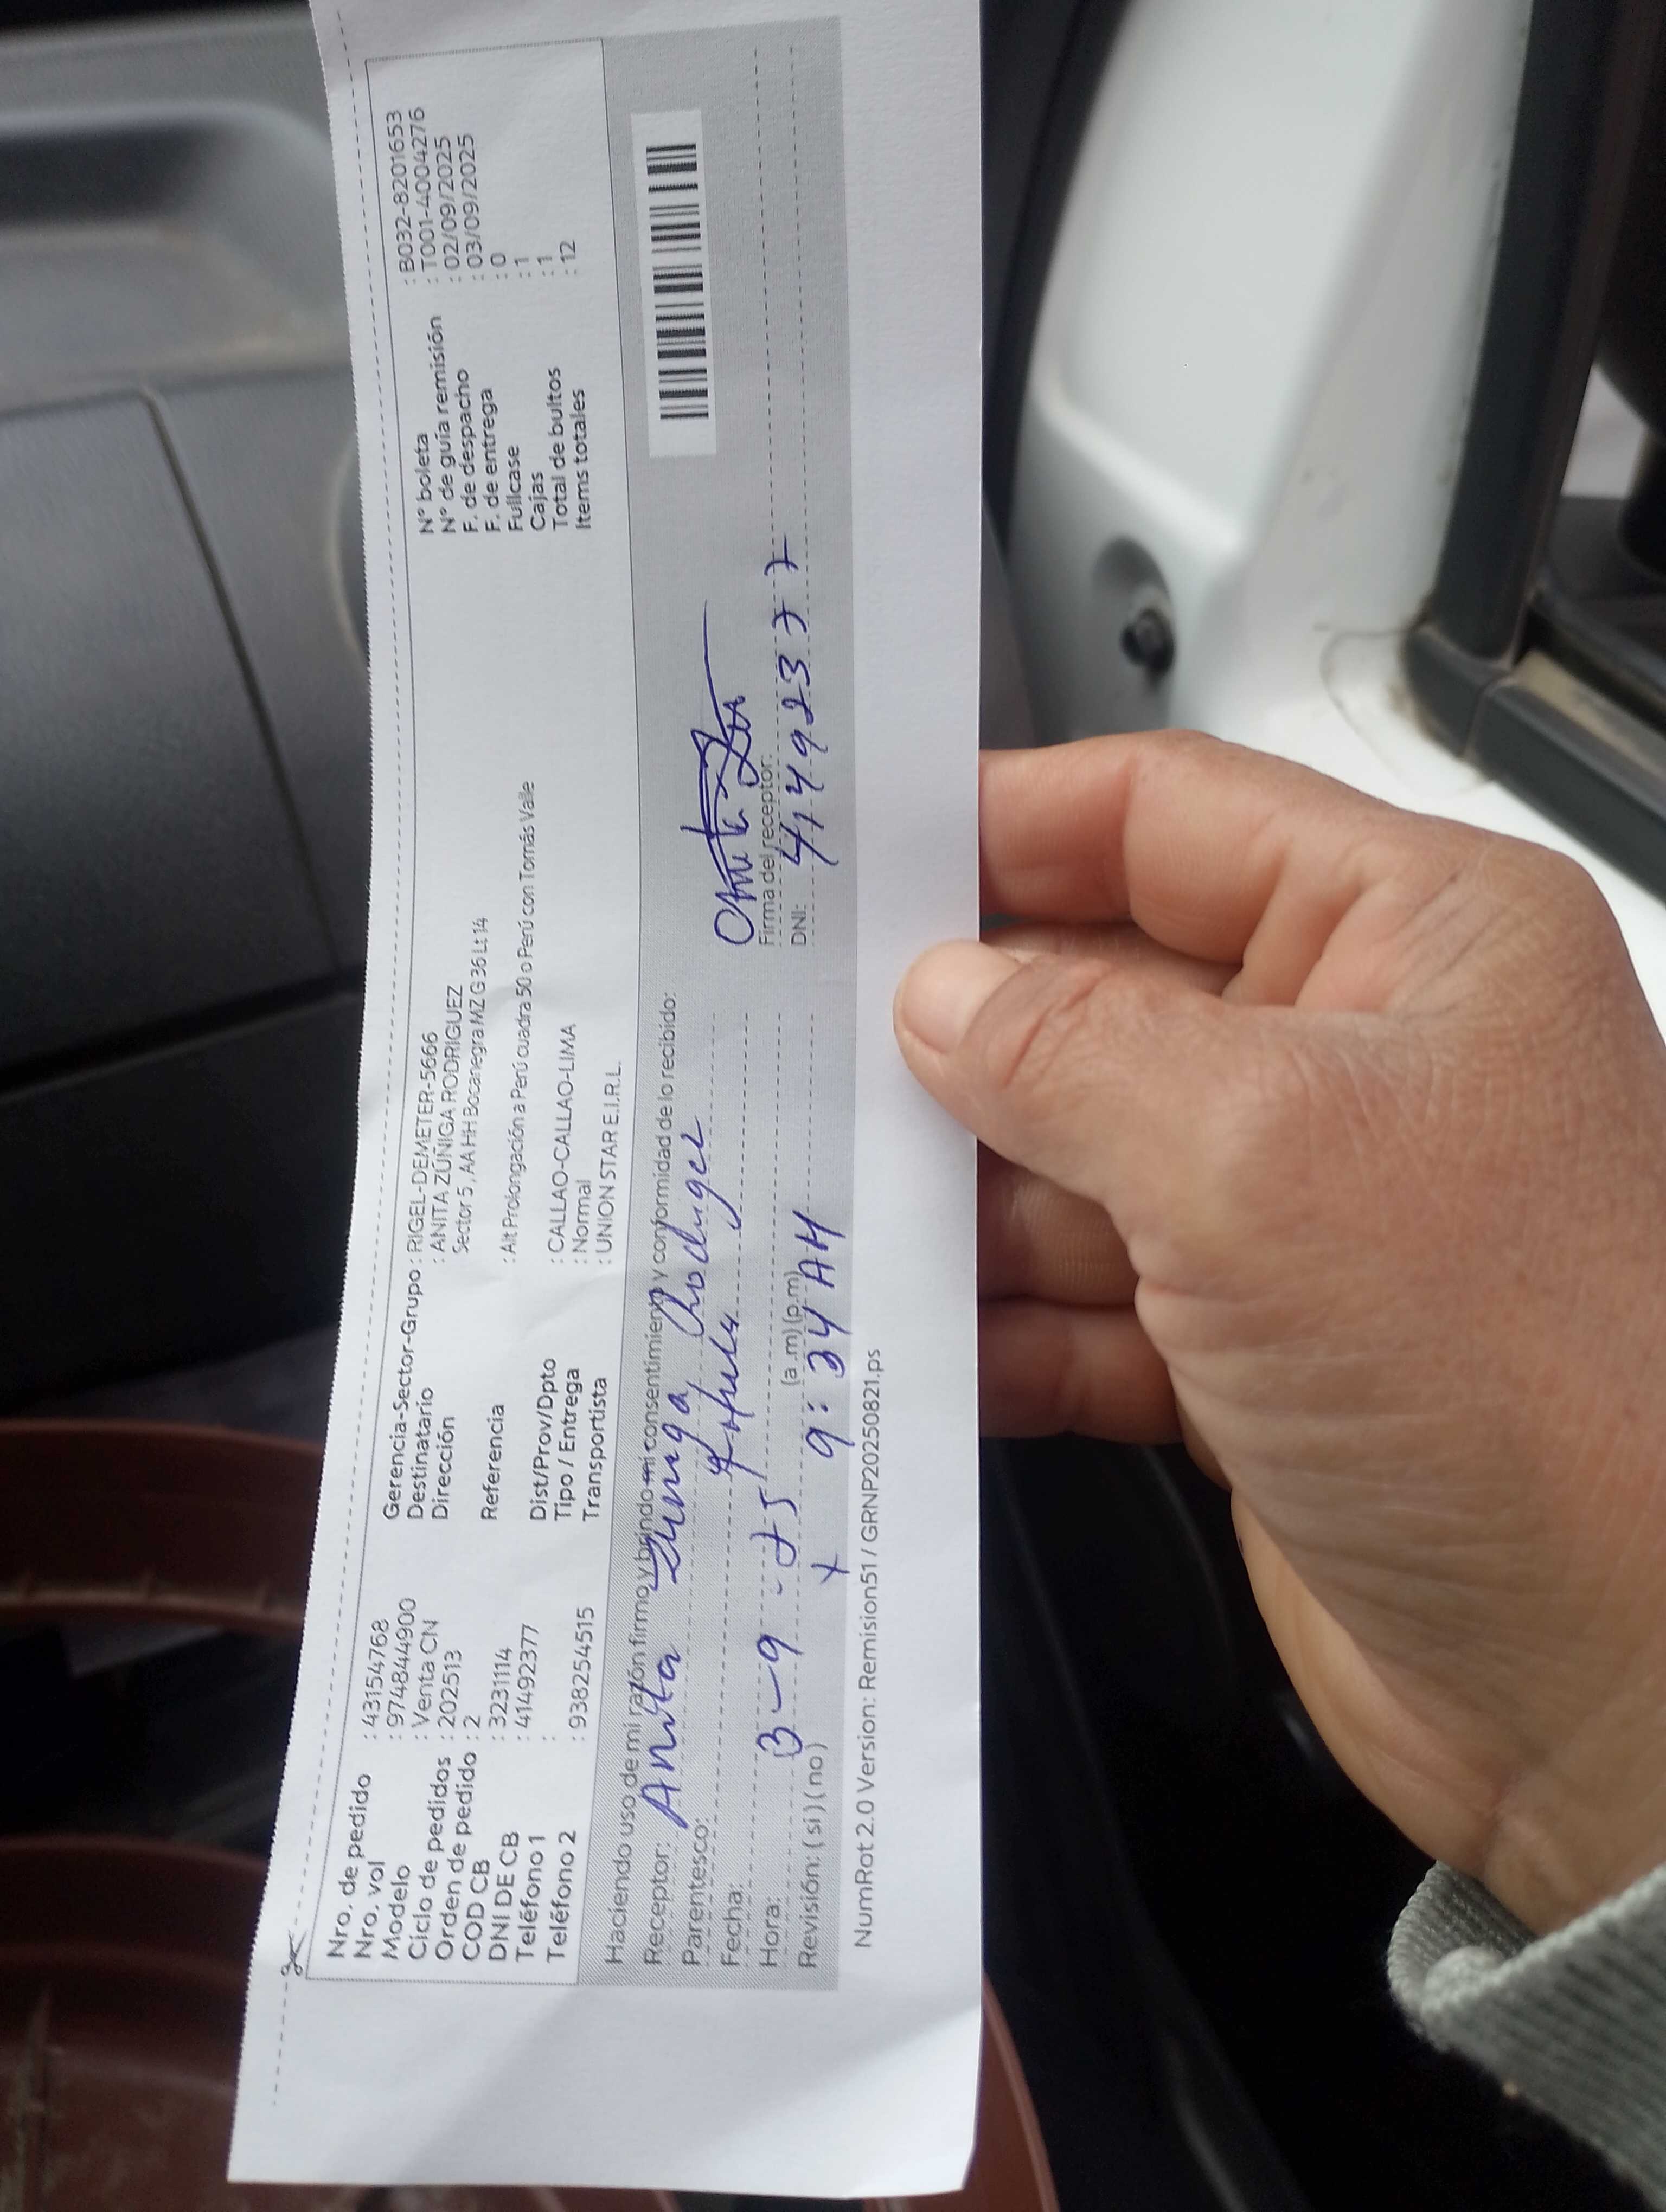 Nro. de pedido : 43154768
Nro. vol : 9748844900
Modelo : Venta CN
Ciclo de pedidos : 202513
Orden de pedido : 2
COD CB : 3231114
DNI DE CB : 41492377
Teléfono 1 :
Teléfono 2 : 938254515
Gerencia-Sector-Grupo : RIGEL-DEMETER-5666
Destinatario : ANITA ZÚÑIGA RODRIGUEZ
Dirección Sector 5, AA HH Bocanegra MZ G 36 Lt 14
Referencia : Alt Prolongación a Perú cuadra 50 o Perú con Tomás Valle
Dist/Prov/Dpto : CALLAO-CALLAO-LIMA
Tipo / Entrega : Normal
Transportista : UNION STAR E.I.R.L.
N° boleta : B032-8201653
N° de guía remisión : T001-4004276
F. de despacho : 02/09/2025
F. de entrega : 03/09/2025
Fullcase : 0
Cajas : 1
Total de bultos : 1
Items totales : 12
Haciendo uso de mi razón firmo y brindo mi consentimiento y conformidad de lo recibido:
Receptor: Anita Zuñiga Rodriguez
Parentesco:
Fecha: 3-9-25
Hora: (a.m) (p.m) 9:34 AM
Revisión: (si) (no)
Firma del receptor:
DNI: 41492377
NumRot 2.0 Version: Remision51 / GRNP20250821.ps